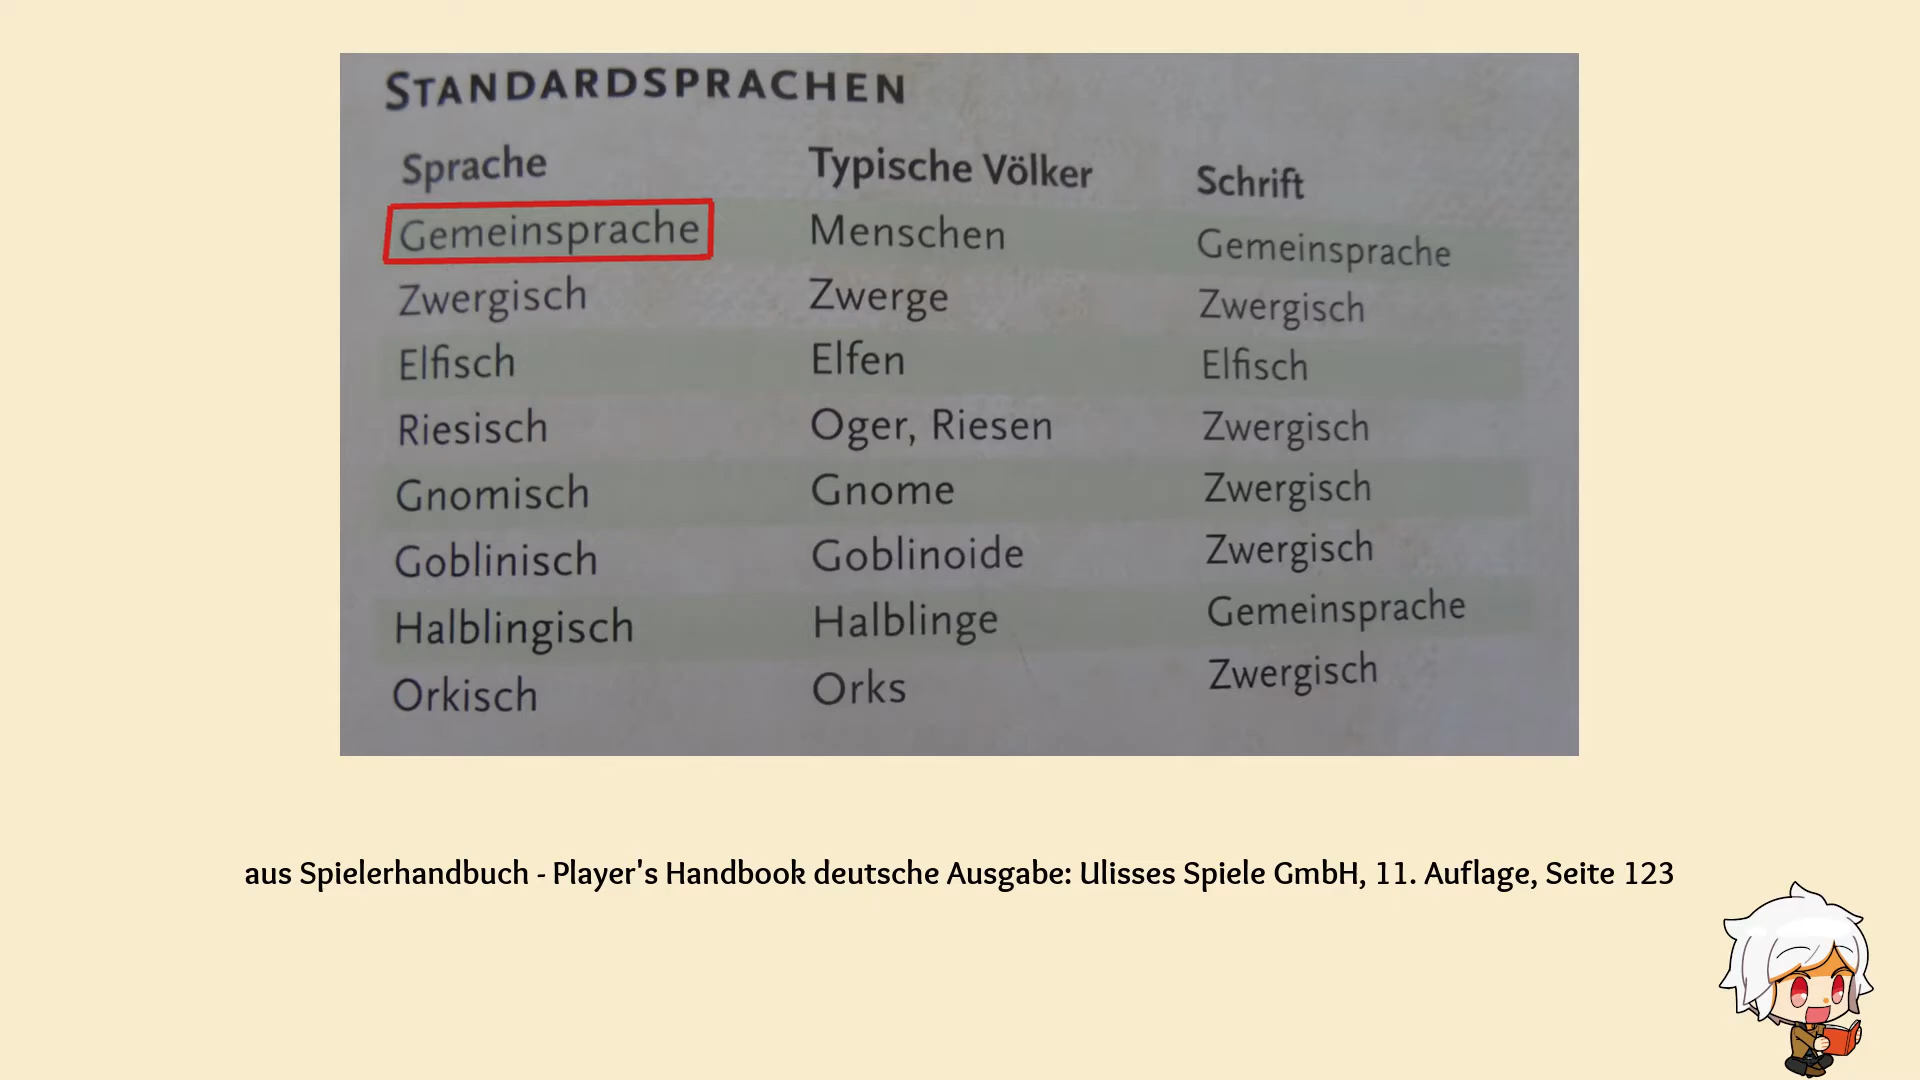 STANDARDSPRACHEN
Sprache Typische Völker Schrift
Gemeinsprache Menschen Gemeinsprache
Zwergisch Zwerge Zwergisch
Elfisch Elfen Elfisch
Riesisch Oger, Riesen Zwergisch
Gnomisch Gnome Zwergisch
Goblinisch Goblinoide Zwergisch
Halblingisch Halblinge Gemeinsprache
Orkisch Orks Zwergisch
aus Spielerhandbuch - Player's Handbook deutsche Ausgabe: Ulisses Spiele GmbH, 11. Auflage, Seite 123